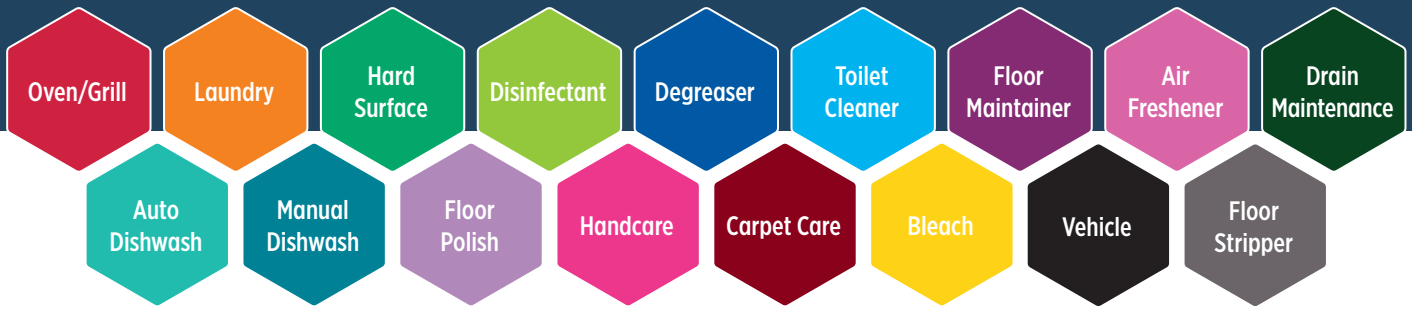 Oven/Grill
Laundry
Hard
Surface
Disinfectant
Degreaser
Toilet
Cleaner
Floor
Maintainer
Air
Freshener
Drain
Maintenance
Auto
Dishwash
Manual
Dishwash
Floor
Polish
Handcare
Carpet Care
Bleach
Vehicle
Floor
Stripper